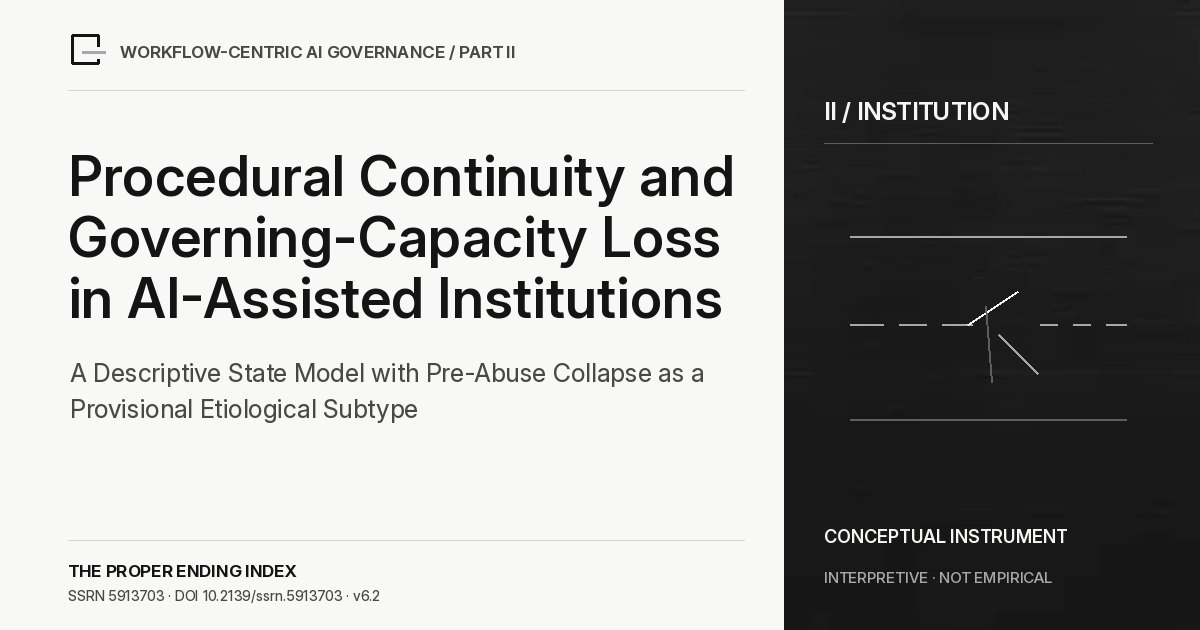 WORKFLOW-CENTRIC AI GOVERNANCE / PART II
Procedural Continuity and
Governing-Capacity Loss
in AI-Assisted Institutions
A Descriptive State Model with Pre-Abuse Collapse as a
Provisional Etiological Subtype
THE PROPER ENDING INDEX
SSRN 5913703 · DOI 10.2139/ssrn.5913703 · v6.2
II / INSTITUTION
CONCEPTUAL INSTRUMENT
INTERPRETIVE · NOT EMPIRICAL